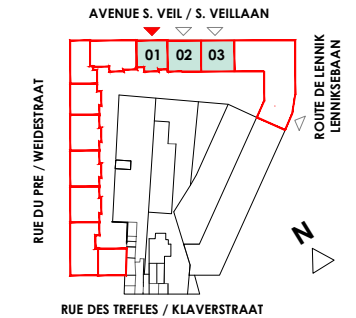 AVENUE S. VEIL / S. VEILLAAN
01 02 03
ROUTE DE LENNIK
LENNIKSEBAAN
RUE DU PRE / WEIDESTRAAT
N
RUE DES TREFLES / KLAVERSTRAAT